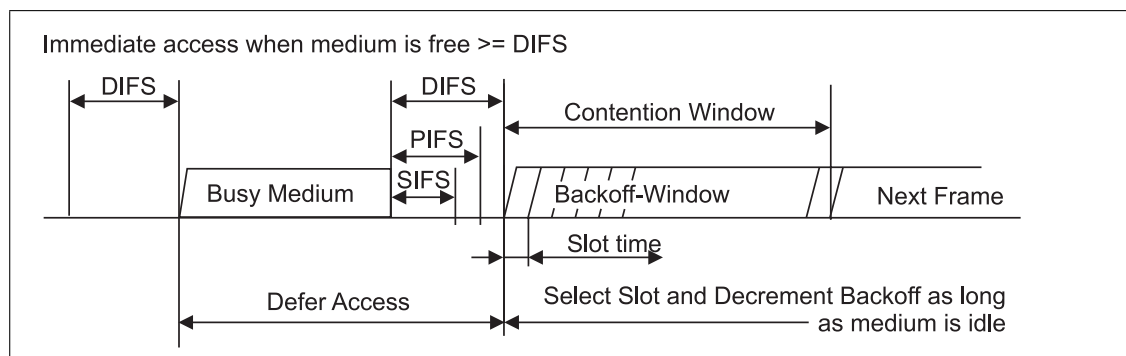 Immediate access when medium is free >= DIFS
DIFS
DIFS
Contention Window
PIFS
SIFS
Busy Medium
Backoff-Window
Next Frame
Slot time
Defer Access
Select Slot and Decrement Backoff as long
as medium is idle